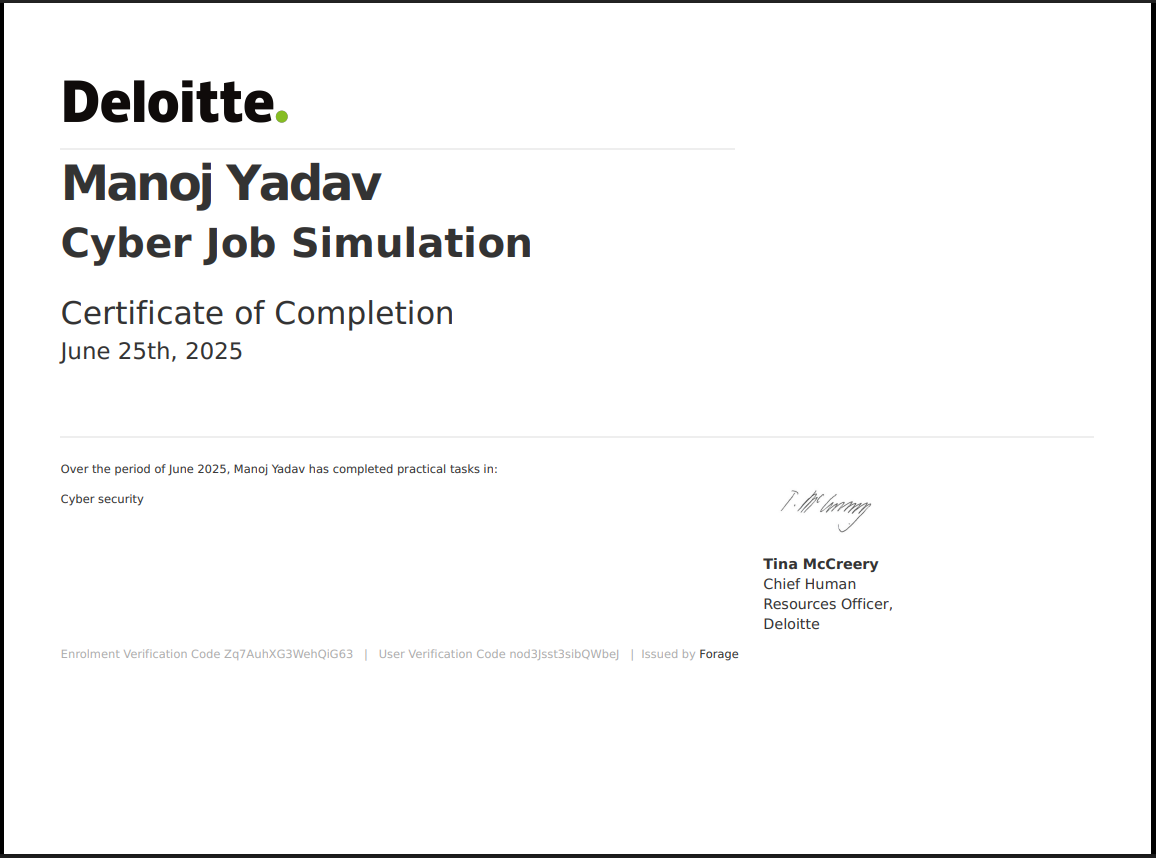 Deloitte.
Manoj Yadav
Cyber Job Simulation
Certificate of Completion
June 25th, 2025
Over the period of June 2025, Manoj Yadav has completed practical tasks in:
Cyber security
T. McCreery
Tina McCreery
Chief Human
Resources Officer,
Deloitte
Enrolment Verification Code Zq7AuhXG3WehQiG63 | User Verification Code nod3Jsst3sibQWbeJ | Issued by Forage